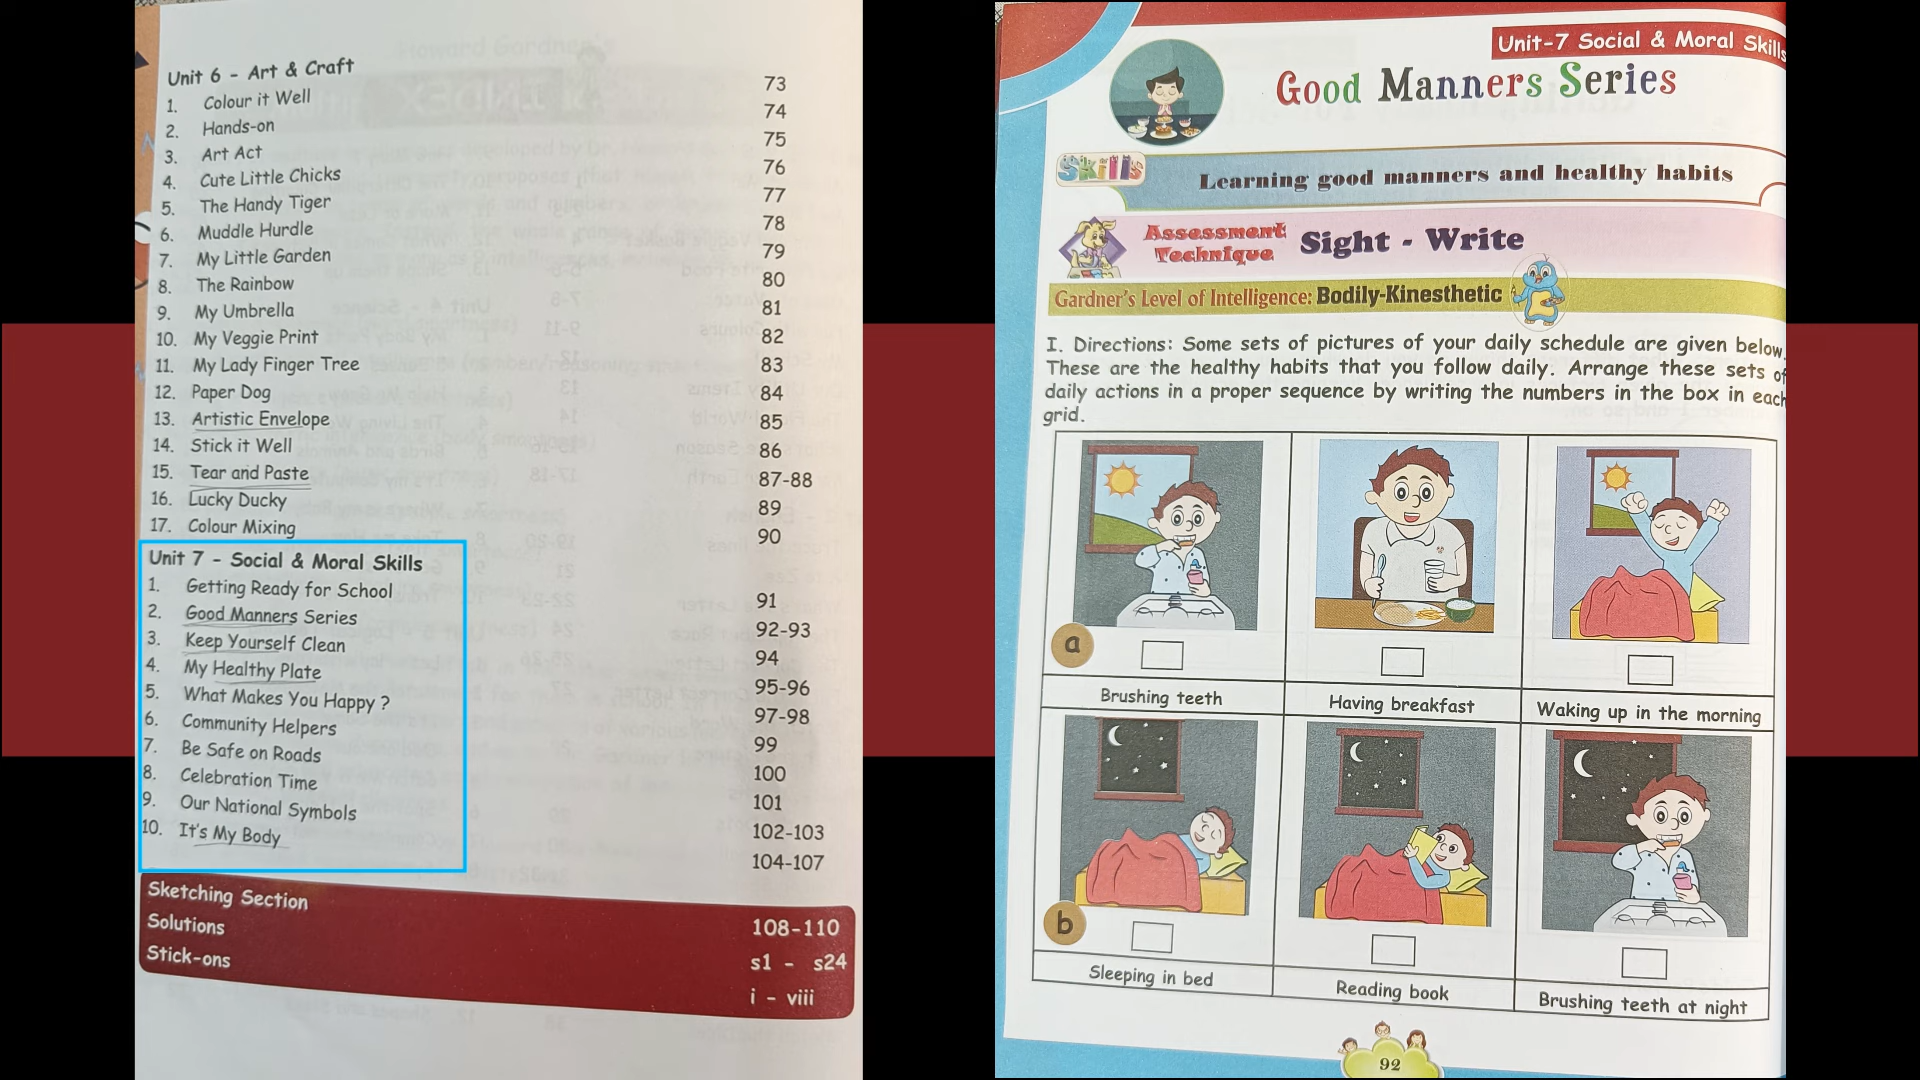 Unit 6 - Art & Craft
1. Colour it Well 73
2. Hands-on 74
3. Art Act 75
4. Cute Little Chicks 76
5. The Handy Tiger 77
6. Muddle Hurdle 78
7. My Little Garden 79
8. The Rainbow 80
9. My Umbrella 81
10. My Veggie Print 82
11. My Lady Finger Tree 83
12. Paper Dog 84
13. Artistic Envelope 85
14. Stick it Well 86
15. Tear and Paste 87-88
16. Lucky Ducky 89
17. Colour Mixing 90
Unit 7 - Social & Moral Skills
1. Getting Ready for School 91
2. Good Manners Series 92-93
3. Keep Yourself Clean 94
4. My Healthy Plate 95-96
5. What Makes You Happy ? 97-98
6. Community Helpers 99
7. Be Safe on Roads 100
8. Celebration Time 101
9. Our National Symbols 102-103
10. It's My Body 104-107
Sketching Section 108-110
Solutions s1 - s24
Stick-ons i - viii
Unit-7 Social & Moral Skills
Good Manners Series
Skills
Learning good manners and healthy habits
Assessment Technique Sight - Write
Gardner's Level of Intelligence: Bodily-Kinesthetic
I. Directions: Some sets of pictures of your daily schedule are given below.
These are the healthy habits that you follow daily. Arrange these sets of
daily actions in a proper sequence by writing the numbers in the box in each
grid.
a
Brushing teeth Having breakfast Waking up in the morning
b
Sleeping in bed Reading book Brushing teeth at night
92